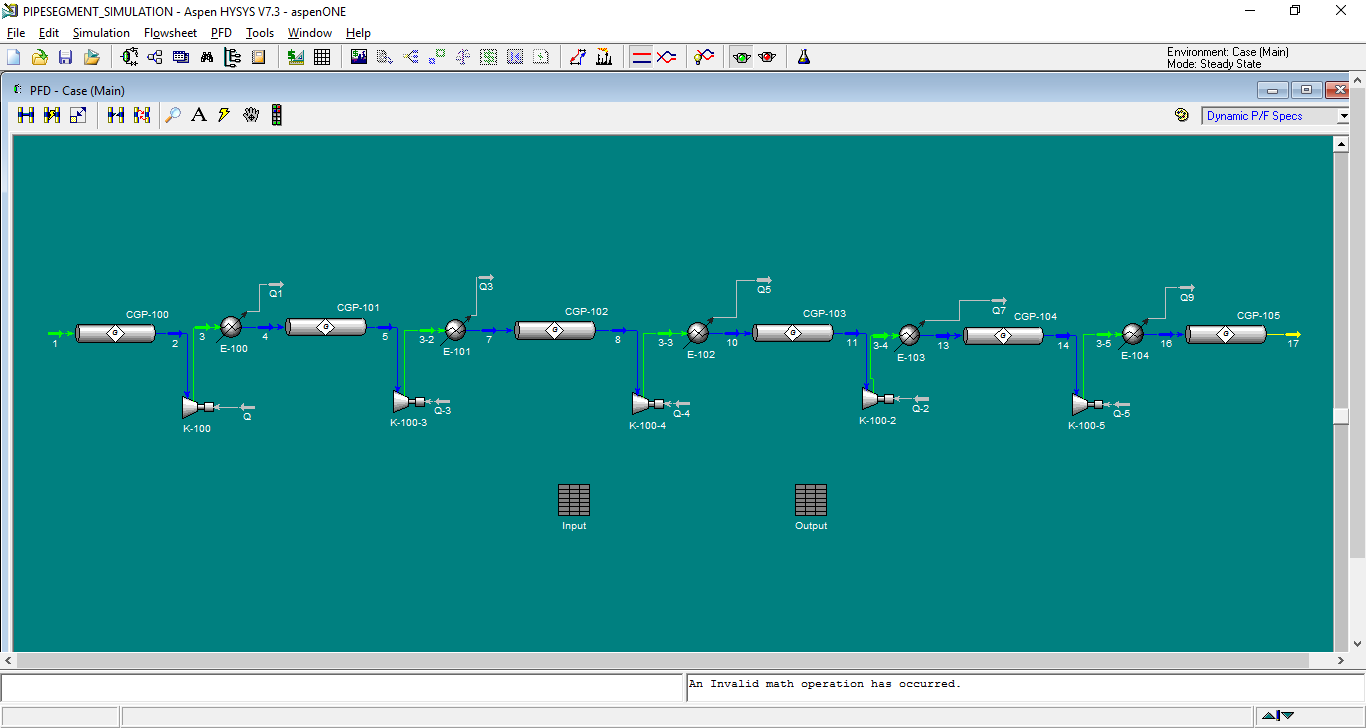 PIPESEGMENT_SIMULATION - Aspen HYSYS V7.3 - aspenONE
File Edit Simulation Flowsheet PFD Tools Window Help
Environment: Case (Main)
Mode: Steady State
PFD - Case (Main)
A
Dynamic P/F Specs
Q1 Q3 Q5 Q7 Q9
CGP-100 CGP-101 CGP-102 CGP-103 CGP-104 CGP-105
G G G G G G
1 2 3 4 5 3-2 7 8 3-3 10 11 3-4 13 14 3-5 16 17
E-100 E-101 E-102 E-103 E-104
Q Q-3 Q-4 Q-2 Q-5
K-100 K-100-3 K-100-4 K-100-2 K-100-5
Input Output
An Invalid math operation has occurred.